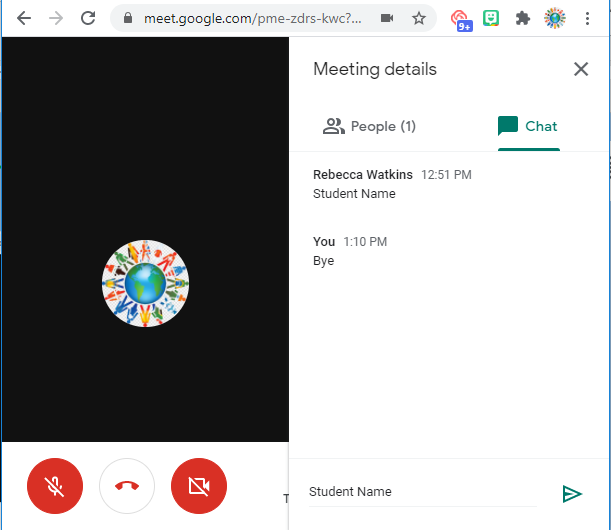 meet.google.com/pme-zdrs-kwc?...
9+
Meeting details
People (1)
Chat
Rebecca Watkins 12:51 PM
Student Name
You 1:10 PM
Bye
Student Name
T